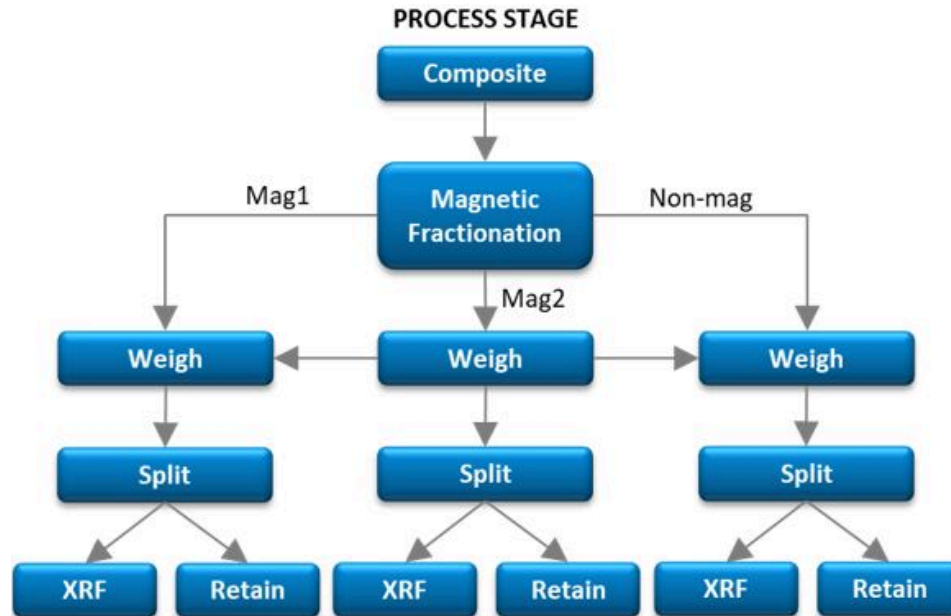 PROCESS STAGE
Composite
Mag1
Magnetic
Fractionation
Non-mag
Mag2
Weigh
Weigh
Weigh
Split
Split
Split
XRF
Retain
XRF
Retain
XRF
Retain